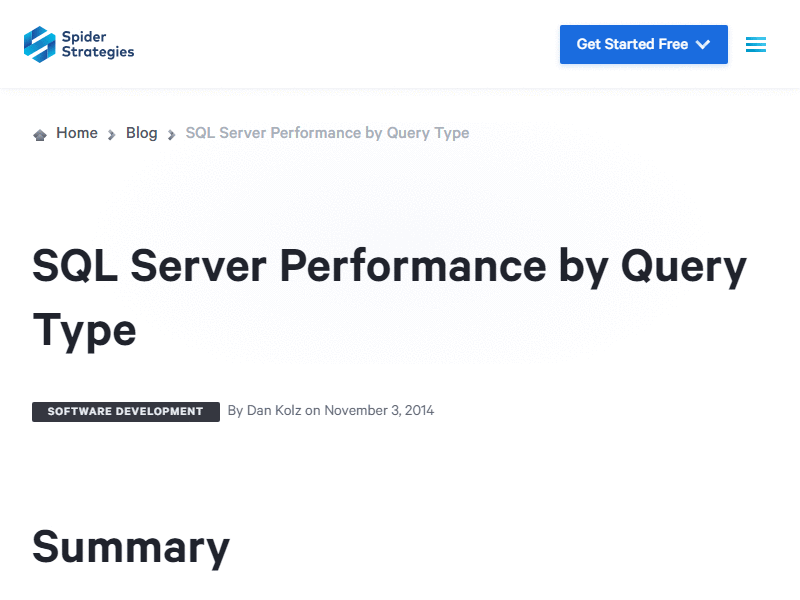 Spider
Strategies
Get Started Free
Home
Blog
SQL Server Performance by Query Type
SQL Server Performance by Query
Type
SOFTWARE DEVELOPMENT
By Dan Kolz on November 3, 2014
Summary